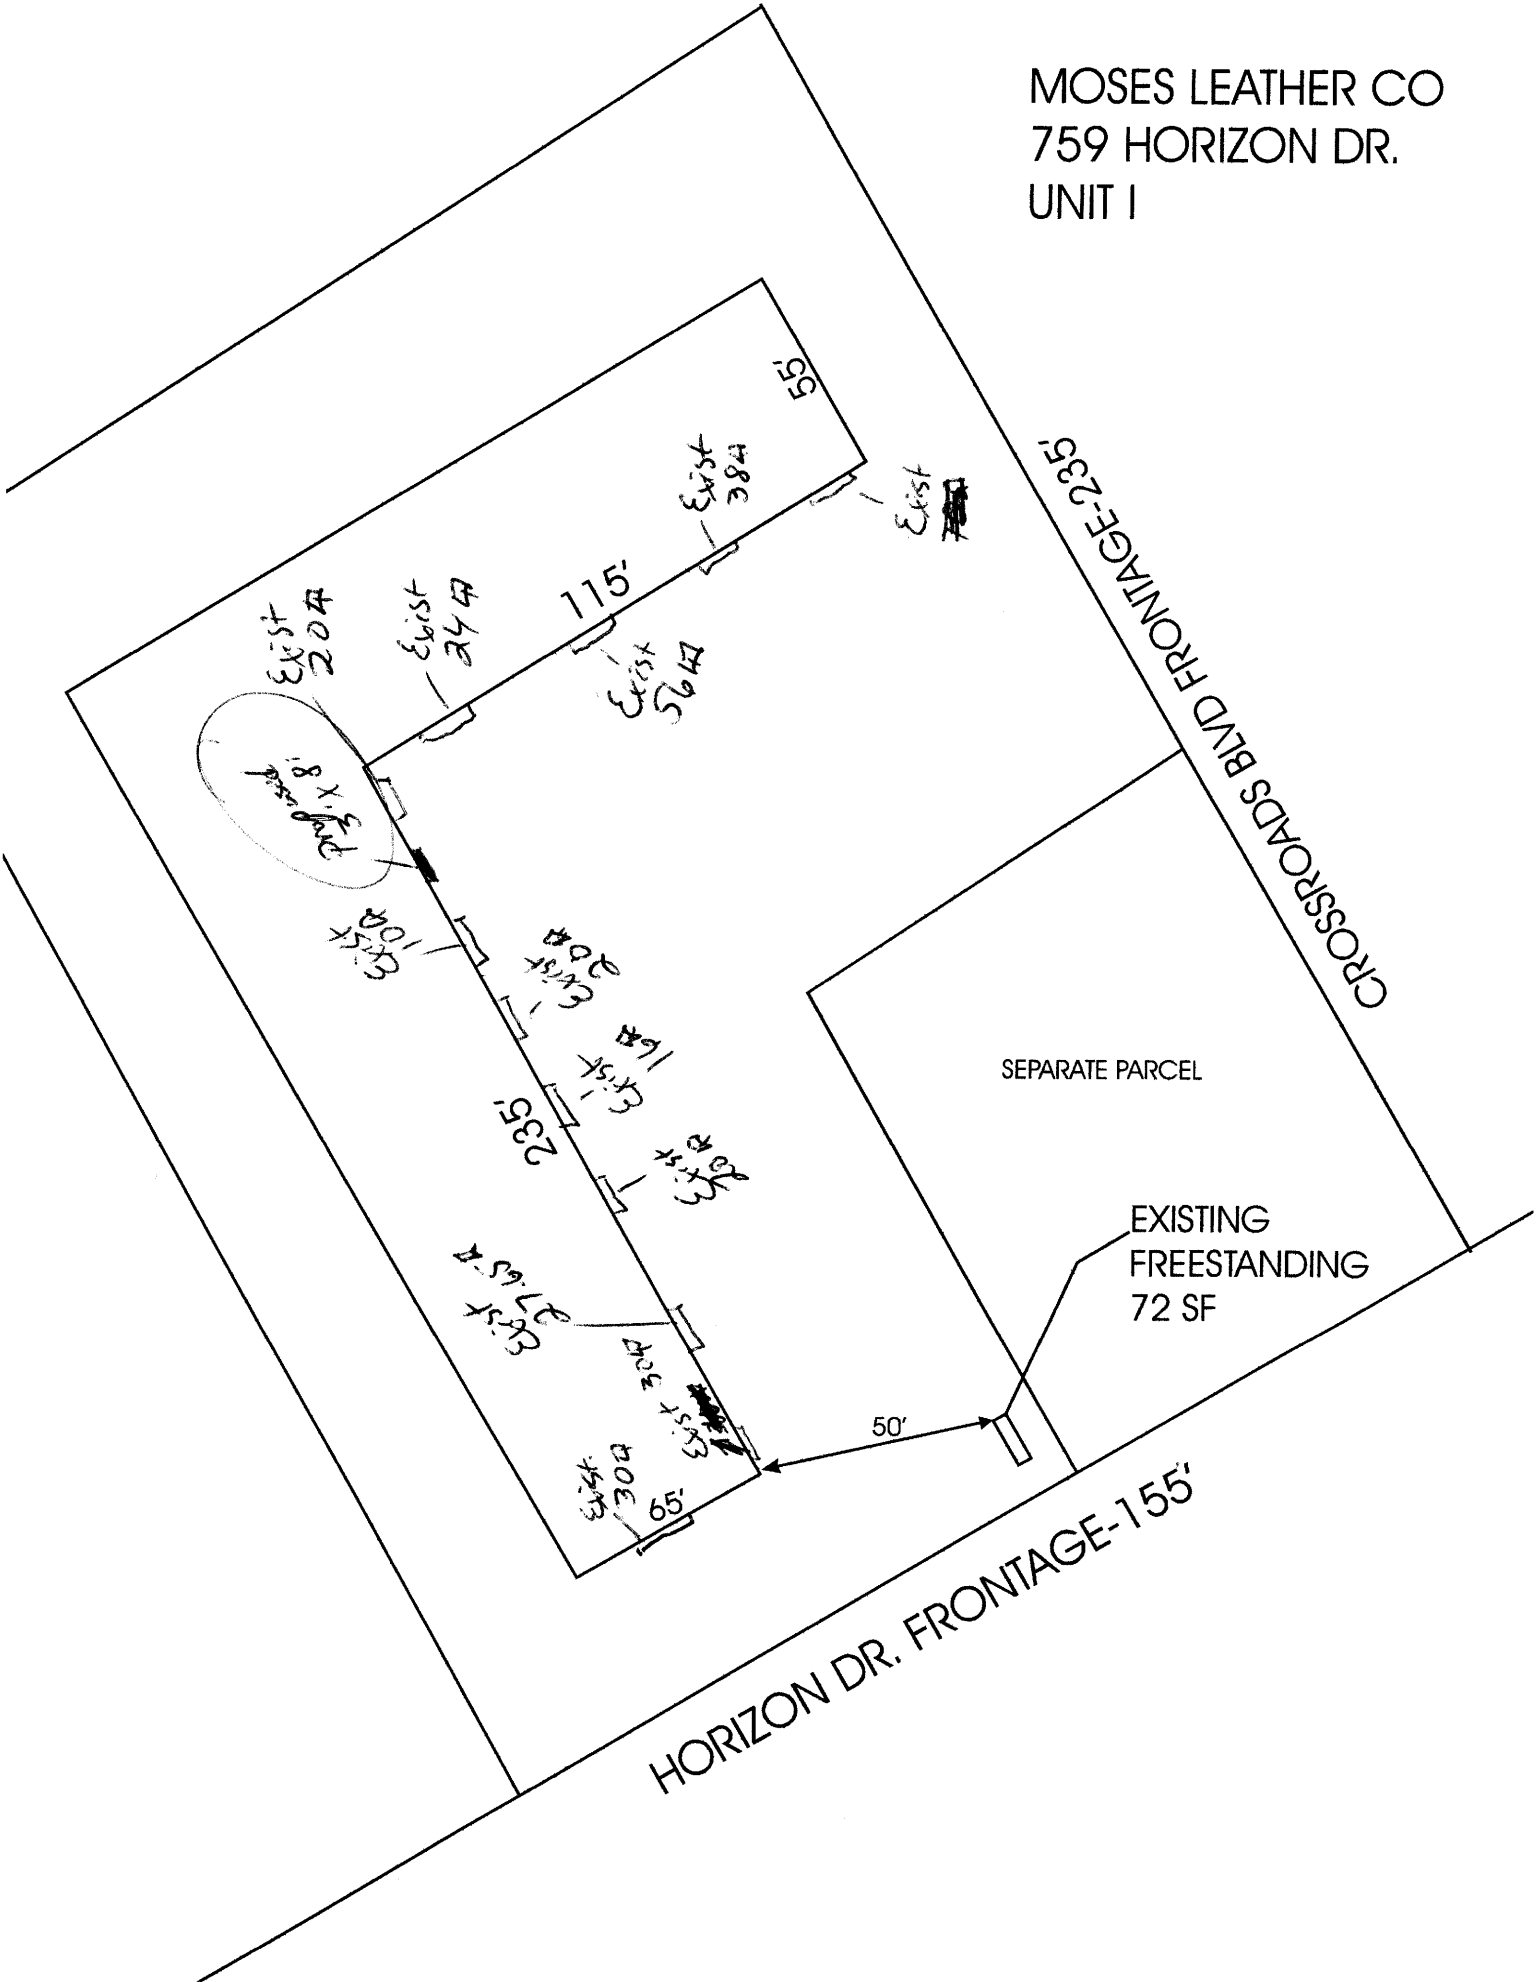 MOSES LEATHER CO
759 HORIZON DR.
UNIT I
55'
Exist
38
Exist
CROSSROADS BLVD FRONTAGE-235'
115'
Exist
20
Exist
24
Exist
56
3' x 8'
Exist
10
Exist
20
Exist
16
235'
Exist
20
SEPARATE PARCEL
Exist
27.65
EXISTING
FREESTANDING
72 SF
Exist 30
50'
Exist
30
65'
HORIZON DR. FRONTAGE-155'